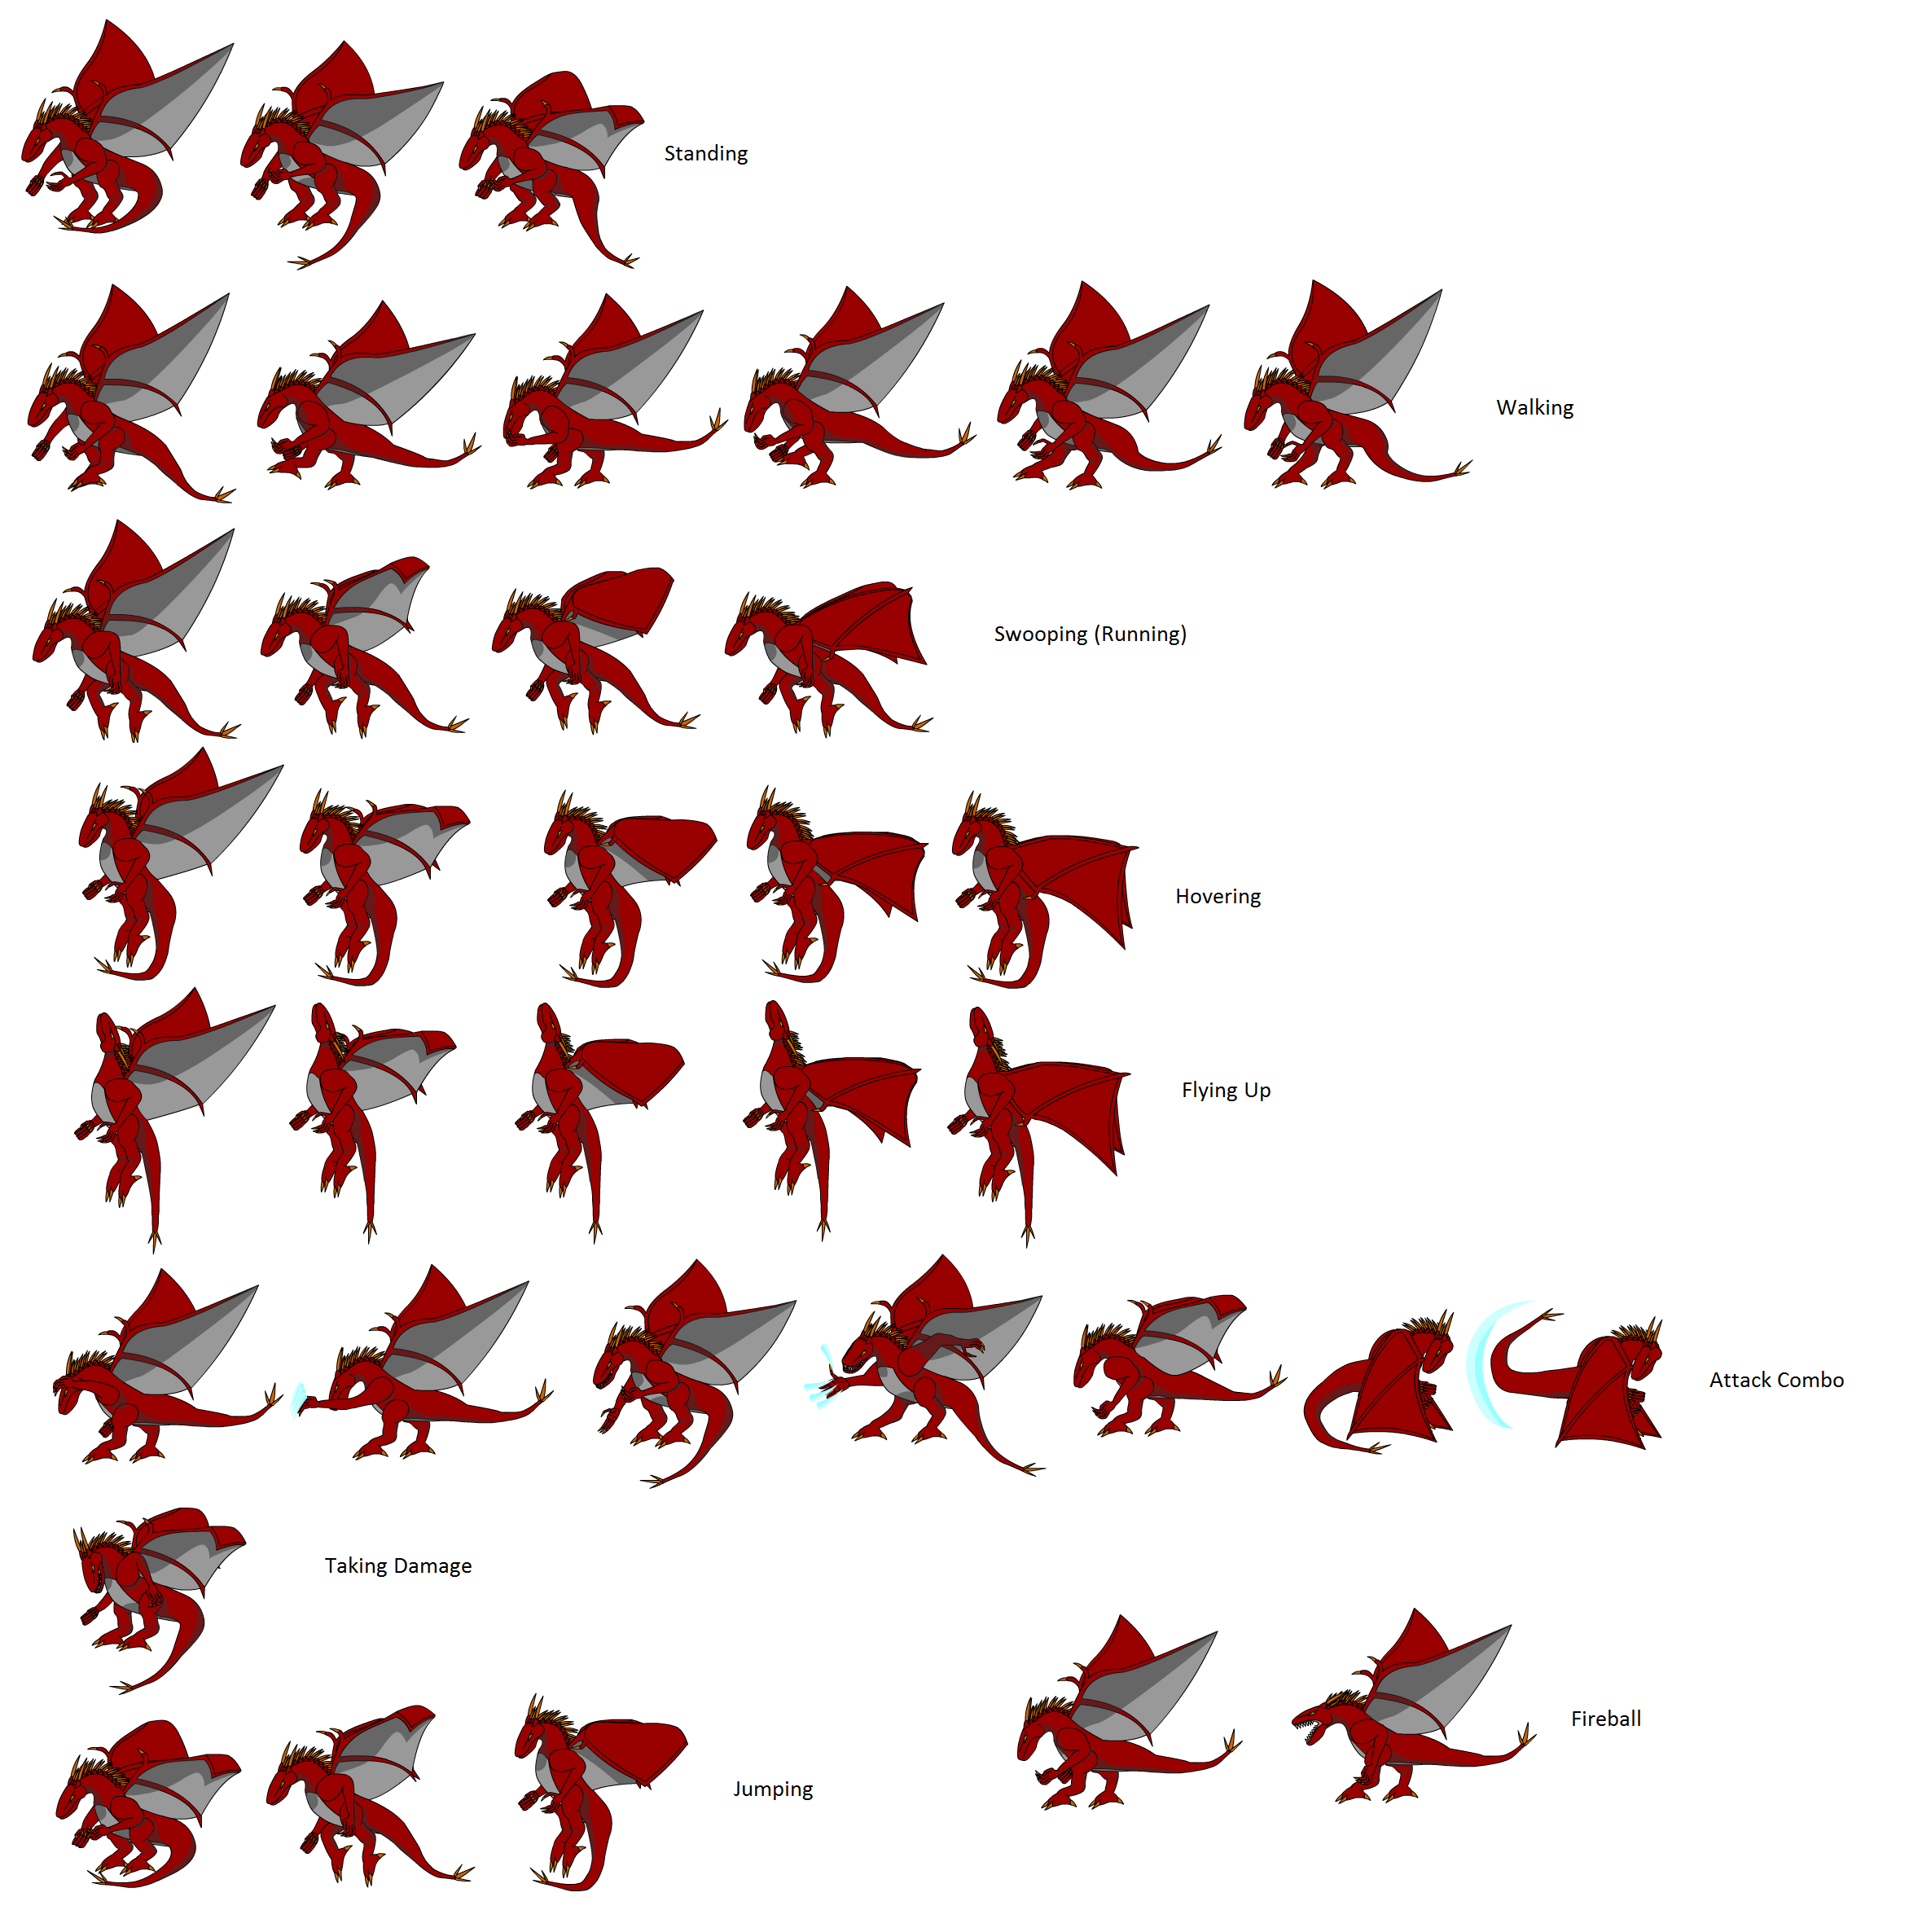 Standing
Walking
Swooping (Running)
Hovering
Flying Up
Attack Combo
Taking Damage
Fireball
Jumping